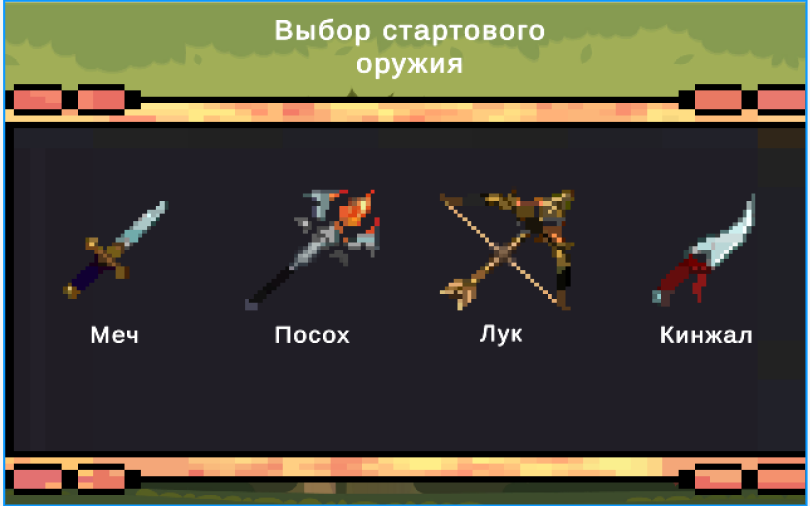 Выбор стартового
оружия
Меч
Посох
Лук
Кинжал